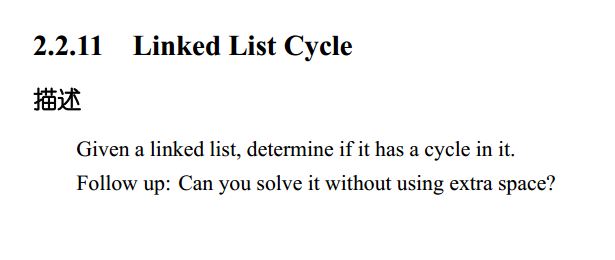 2.2.11 Linked List Cycle
描述
Given a linked list, determine if it has a cycle in it.
Follow up: Can you solve it without using extra space?